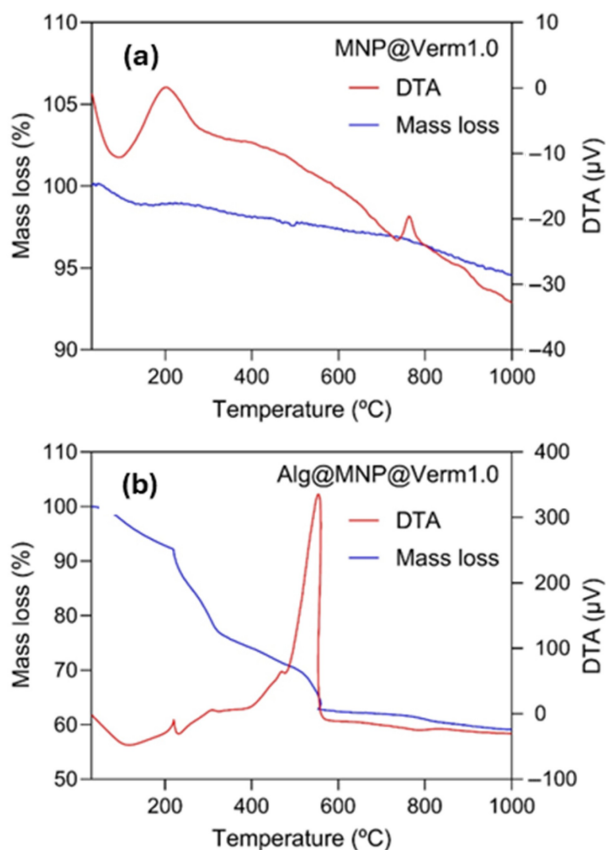 (a)
MNP@Verm1.0
DTA
Mass loss
110
105
100
95
90
Mass loss (%)
10
0
−10
−20
−30
−40
DTA (µV)
200 400 600 800 1000
Temperature (ºC)
(b)
Alg@MNP@Verm1.0
DTA
Mass loss
110
100
90
80
70
60
50
Mass loss (%)
400
300
200
100
0
−100
DTA (µV)
200 400 600 800 1000
Temperature (ºC)